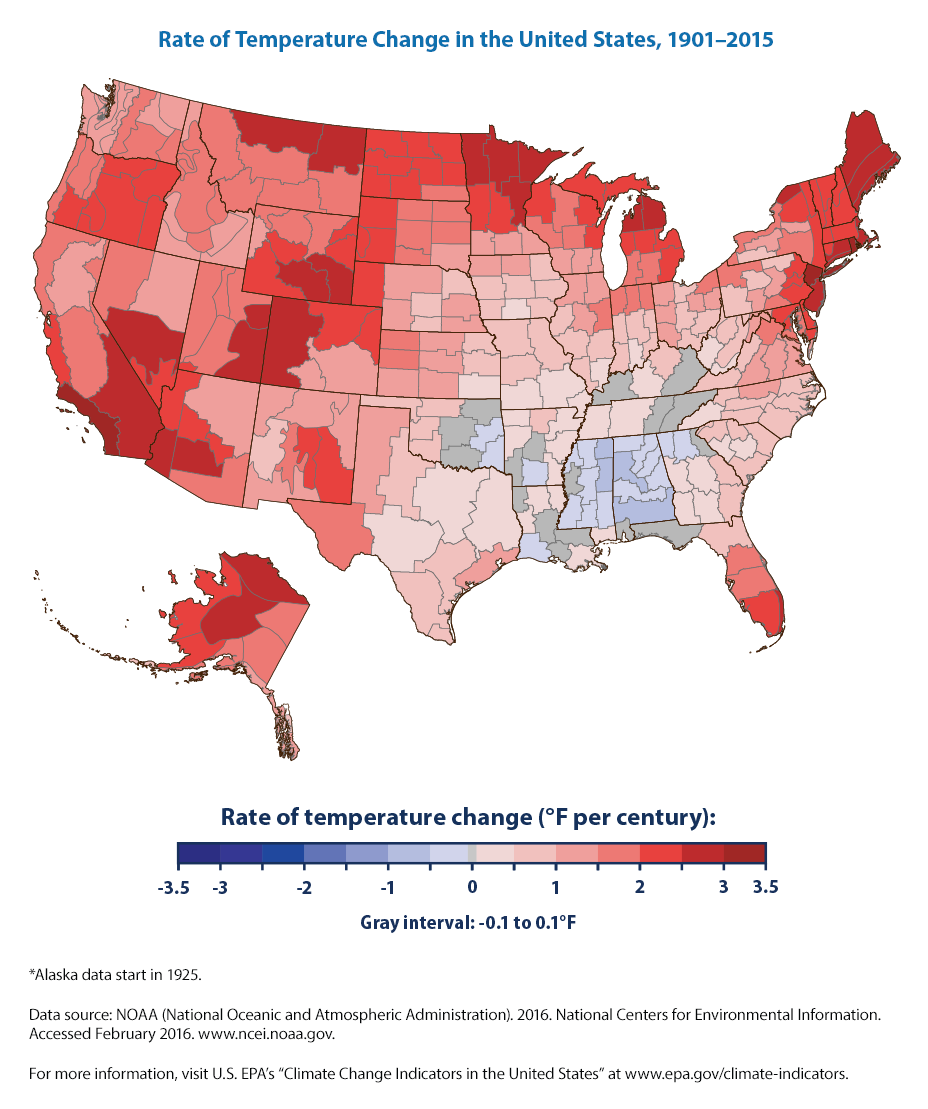 Rate of Temperature Change in the United States, 1901–2015
Rate of temperature change (°F per century):
-3.5 -3 -2 -1 0 1 2 3 3.5
Gray interval: -0.1 to 0.1°F
*Alaska data start in 1925.
Data source: NOAA (National Oceanic and Atmospheric Administration). 2016. National Centers for Environmental Information.
Accessed February 2016. www.ncei.noaa.gov.
For more information, visit U.S. EPA’s “Climate Change Indicators in the United States” at www.epa.gov/climate-indicators.